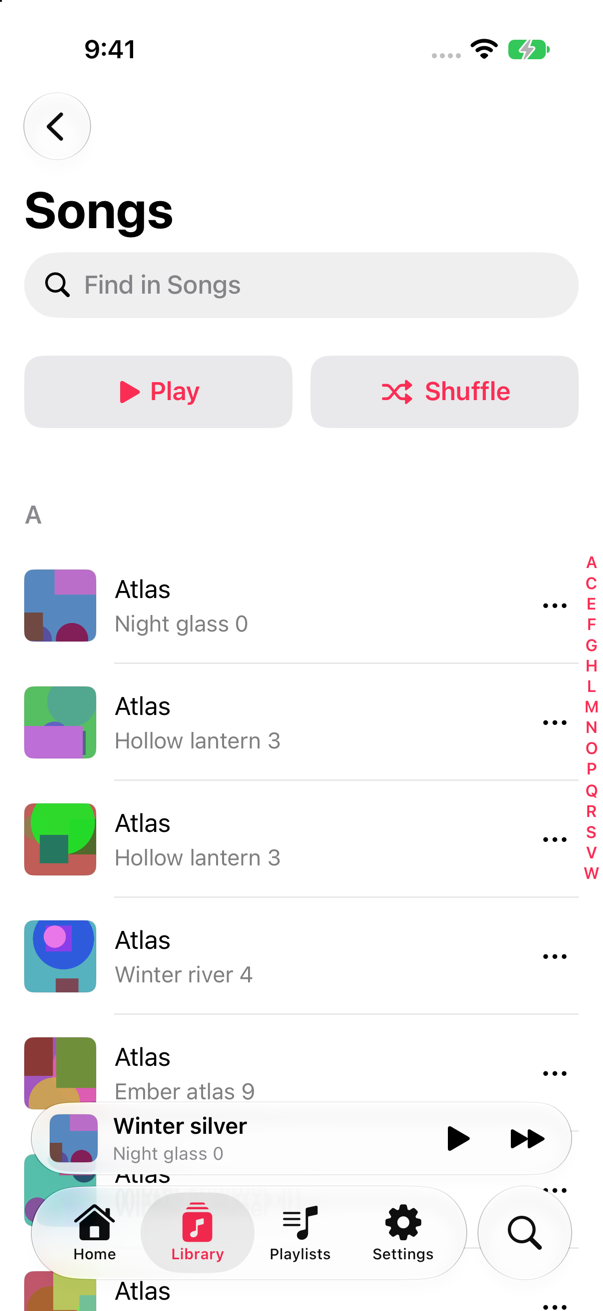 9:41
Songs
Find in Songs
Play
Shuffle
A
Atlas
Night glass 0
Atlas
Hollow lantern 3
Atlas
Hollow lantern 3
Atlas
Winter river 4
Atlas
Ember atlas 9
A
C
E
F
G
H
L
M
N
O
P
Q
R
S
V
W
Winter silver
Night glass 0
Atlas
Home
Library
Playlists
Settings
Atlas